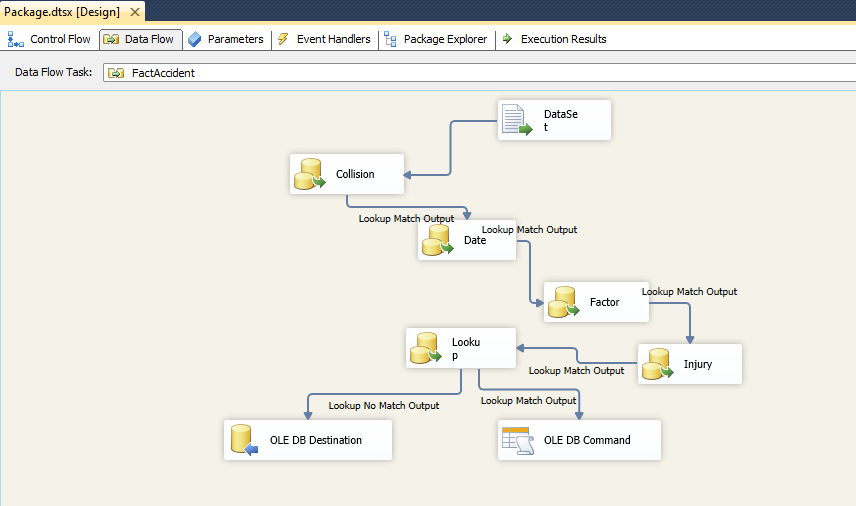 Package.dtsx [Design]
Control Flow Data Flow Parameters Event Handlers Package Explorer Execution Results
Data Flow Task: FactAccident
DataSe
t
Collision
Lookup Match Output
Lookup Match Output
Date
Lookup Match Output
Factor
Looku
p
Injury
Lookup Match Output
Lookup No Match Output
Lookup Match Output
OLE DB Destination
OLE DB Command